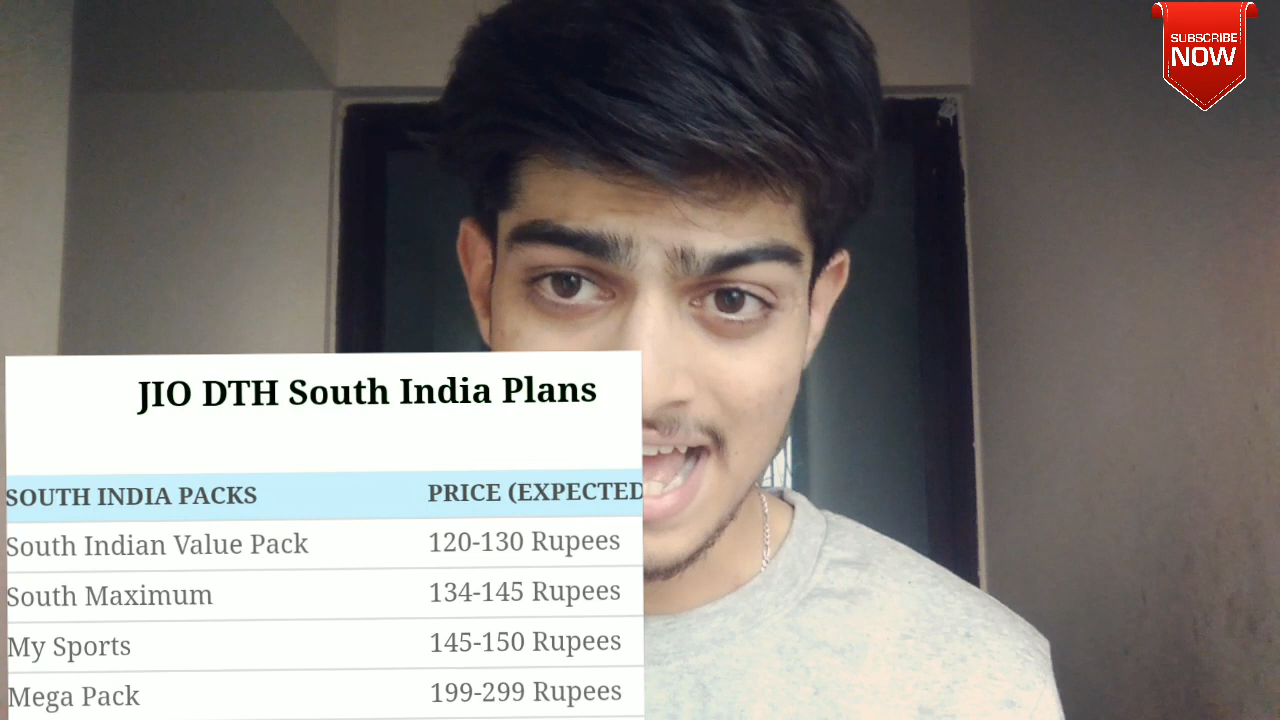 SUBSCRIBE
NOW
JIO DTH South India Plans
SOUTH INDIA PACKS PRICE (EXPECTED
South Indian Value Pack 120-130 Rupees
South Maximum 134-145 Rupees
My Sports 145-150 Rupees
Mega Pack 199-299 Rupees